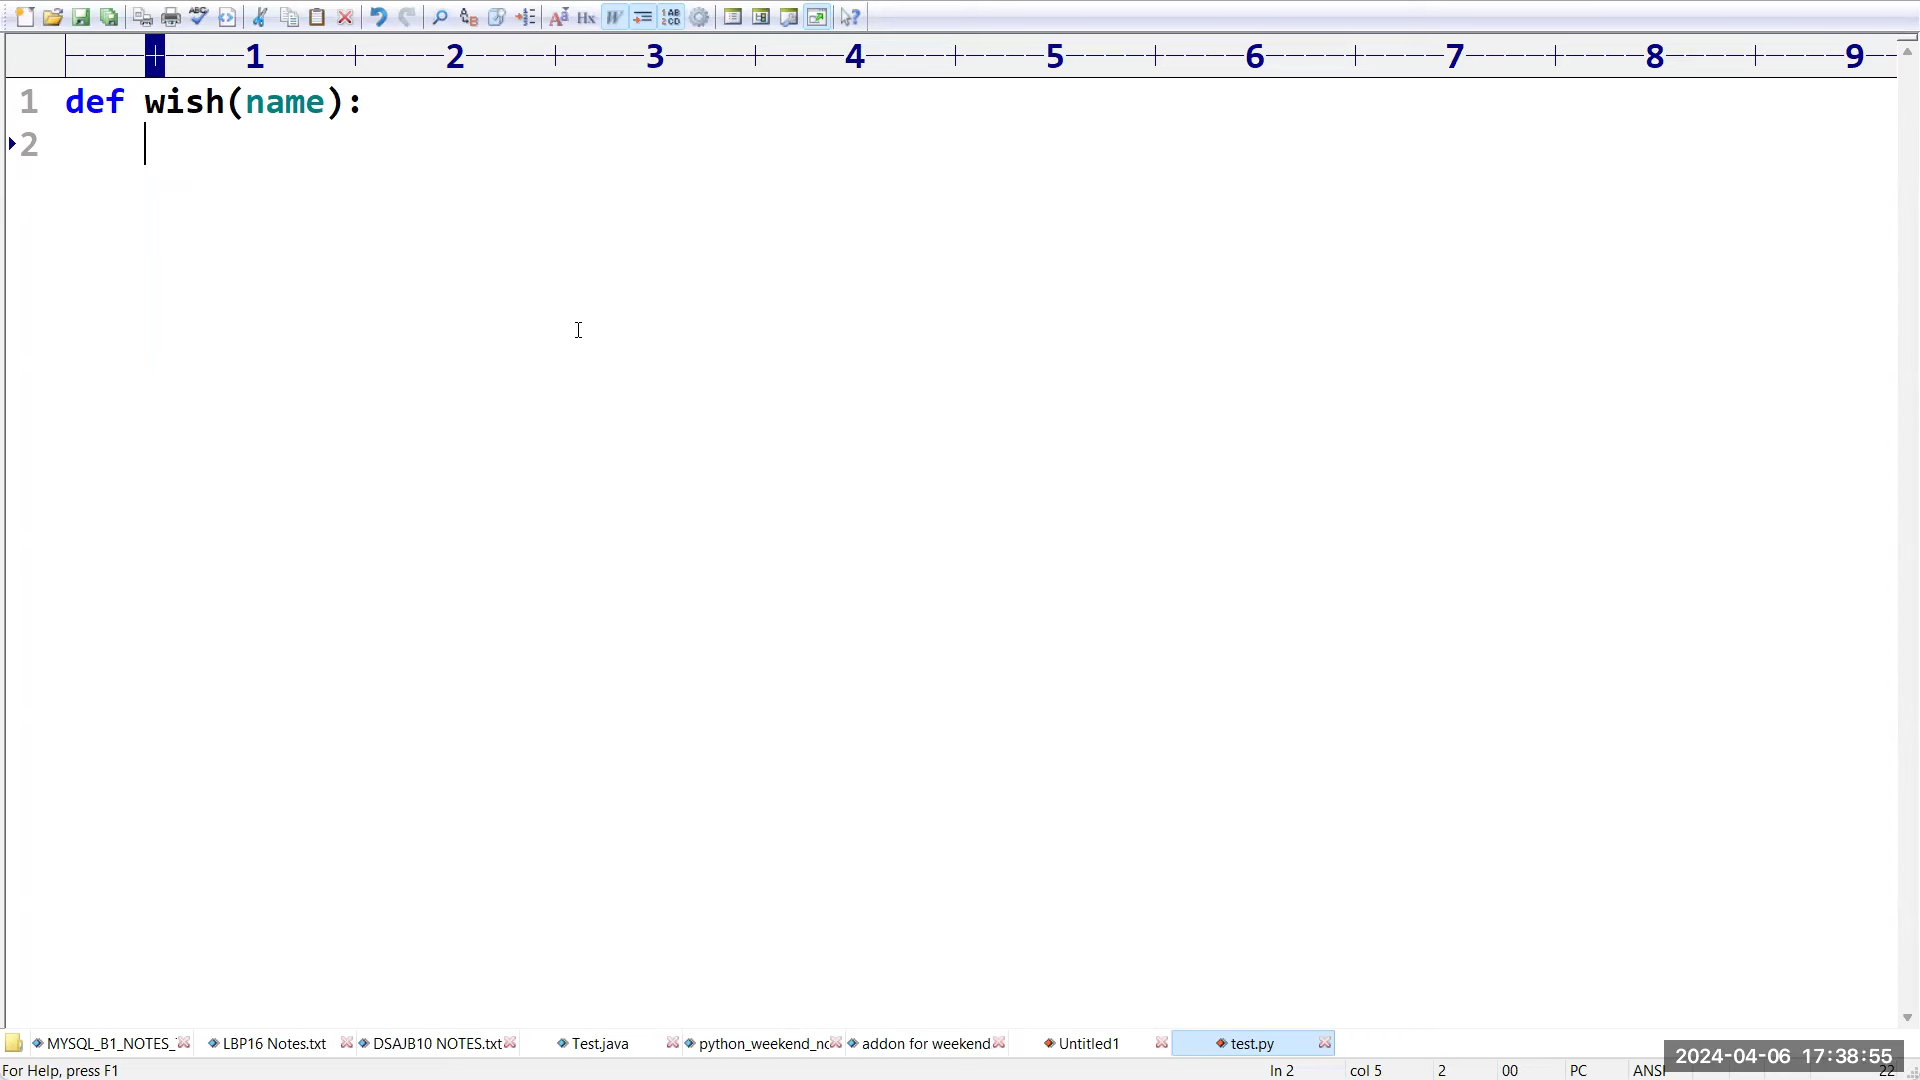 1 2 3 4 5 6 7 8 9
1 def wish(name):
2
MYSQL_B1_NOTES_ LBP16 Notes.txt DSAJB10 NOTES.txt Test.java python_weekend_no addon for weekend Untitled1 test.py
2024-04-06 17:38:55
For Help, press F1 ln 2 col 5 2 00 PC ANSI 22